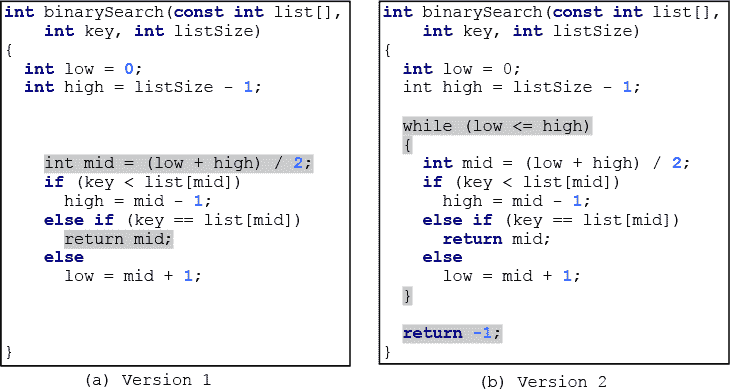 int binarySearch(const int list[],
    int key, int listSize)
{
  int low = 0;
  int high = listSize - 1;
    int mid = (low + high) / 2;
    if (key < list[mid])
      high = mid - 1;
    else if (key == list[mid])
      return mid;
    else
      low = mid + 1;
}
(a) Version 1
int binarySearch(const int list[],
    int key, int listSize)
{
  int low = 0;
  int high = listSize - 1;
  while (low <= high)
  {
    int mid = (low + high) / 2;
    if (key < list[mid])
      high = mid - 1;
    else if (key == list[mid])
      return mid;
    else
      low = mid + 1;
  }
  return -1;
}
(b) Version 2